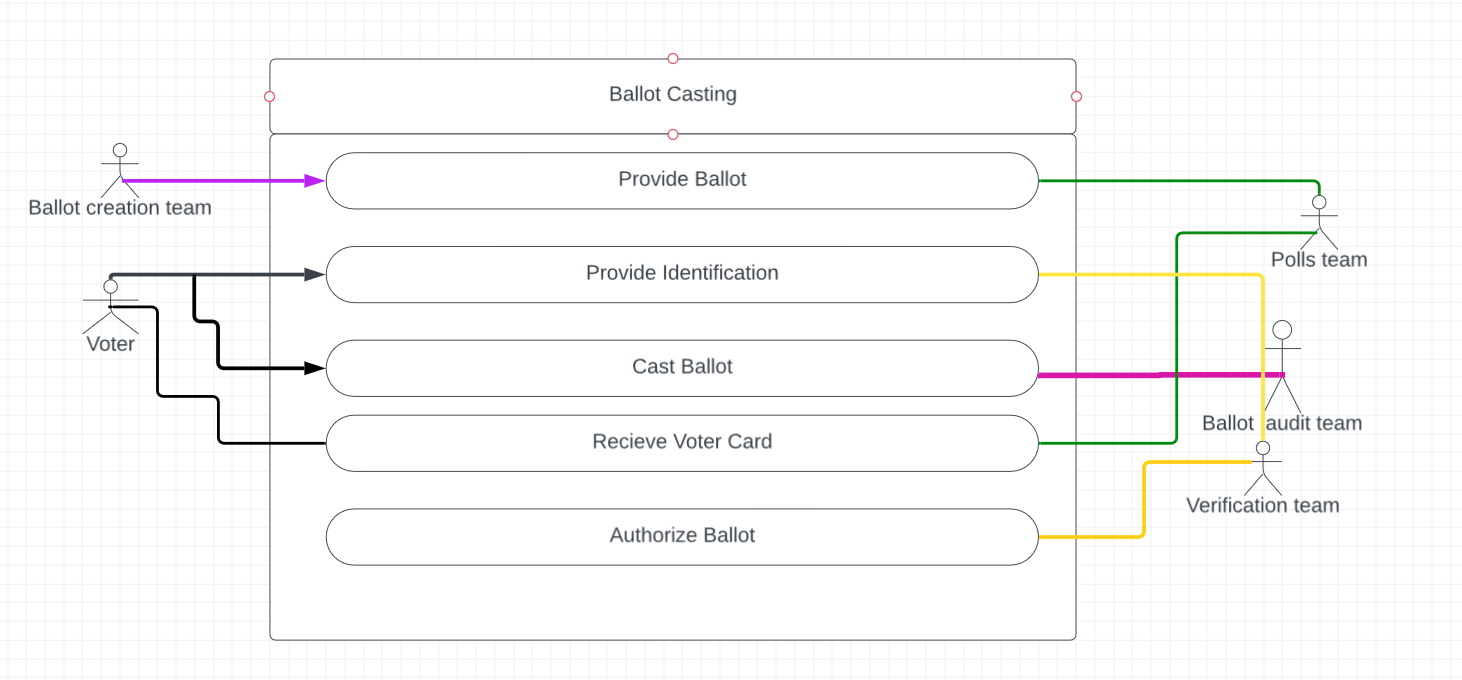 Ballot Casting
Provide Ballot
Ballot creation team
Polls team
Provide Identification
Voter
Cast Ballot
Ballot audit team
Recieve Voter Card
Verification team
Authorize Ballot